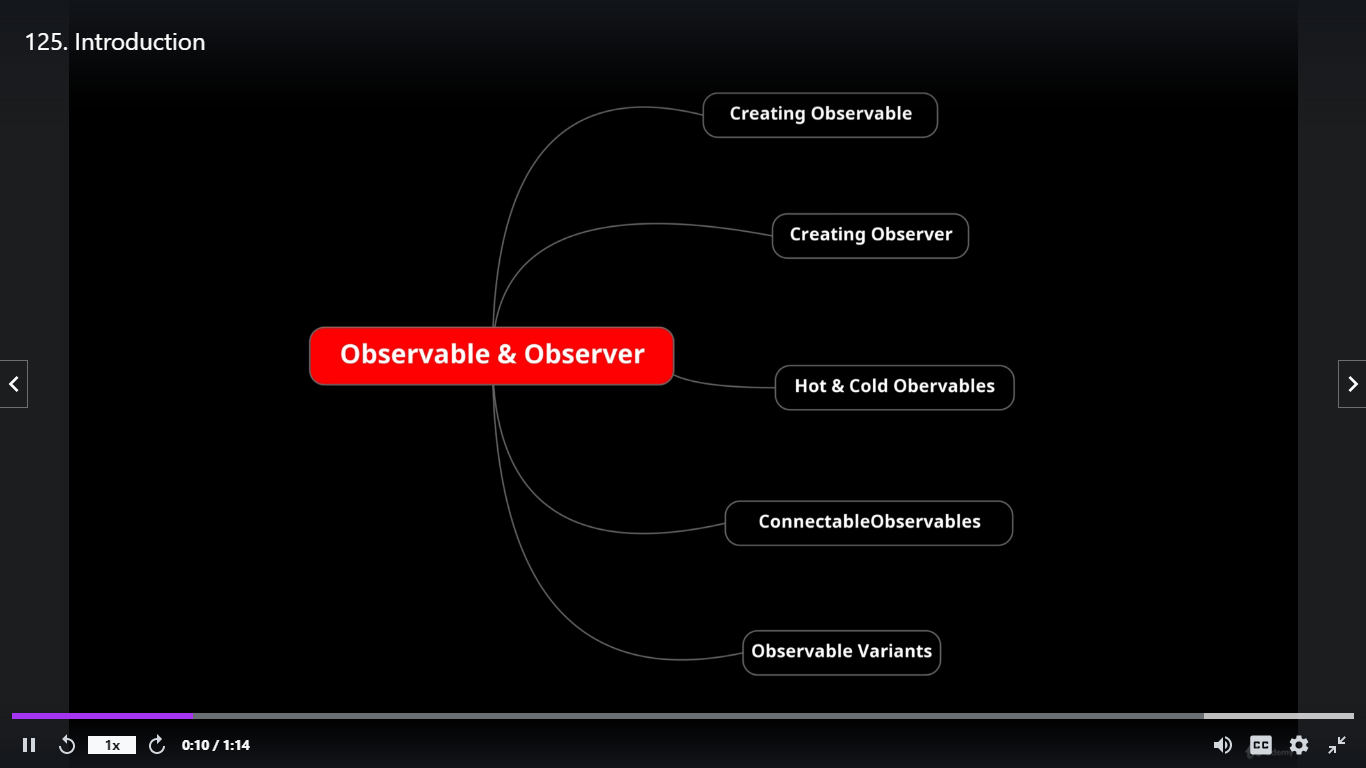 125. Introduction
Creating Observable
Creating Observer
Observable & Observer
Hot & Cold Obervables
ConnectableObservables
Observable Variants
1x
0:10 / 1:14
CC